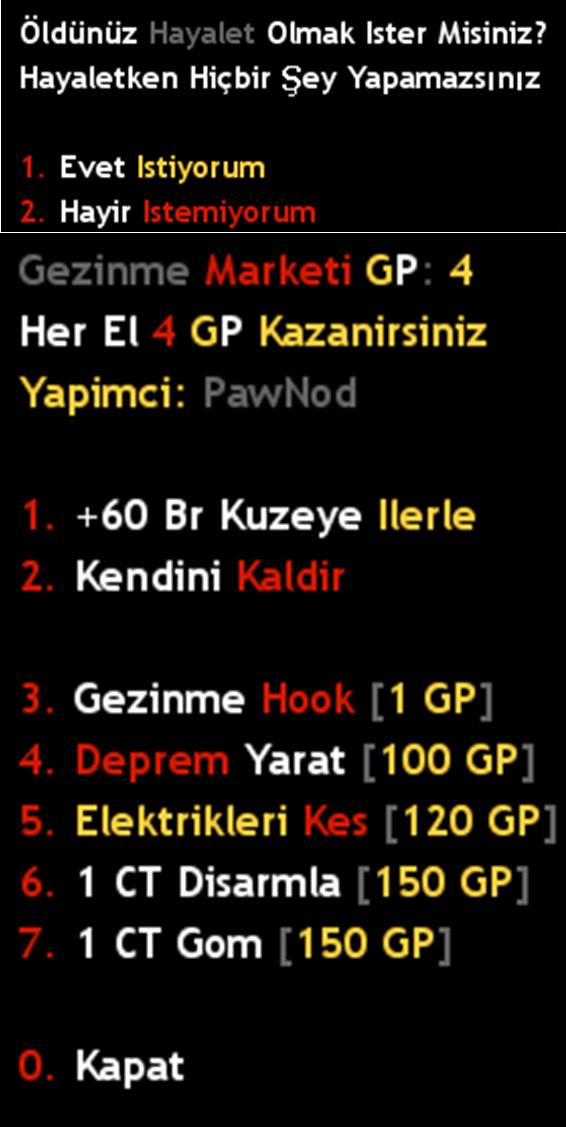 Öldünüz Hayalet Olmak Ister Misiniz?
Hayaletken Hiçbir Şey Yapamazsınız
1. Evet Istiyorum
2. Hayir Istemiyorum
Gezinme Marketi GP: 4
Her El 4 GP Kazanirsiniz
Yapimci: PawNod
1. +60 Br Kuzeye Ilerle
2. Kendini Kaldir
3. Gezinme Hook [1 GP]
4. Deprem Yarat [100 GP]
5. Elektrikleri Kes [120 GP]
6. 1 CT Disarmla [150 GP]
7. 1 CT Gom [150 GP]
0. Kapat